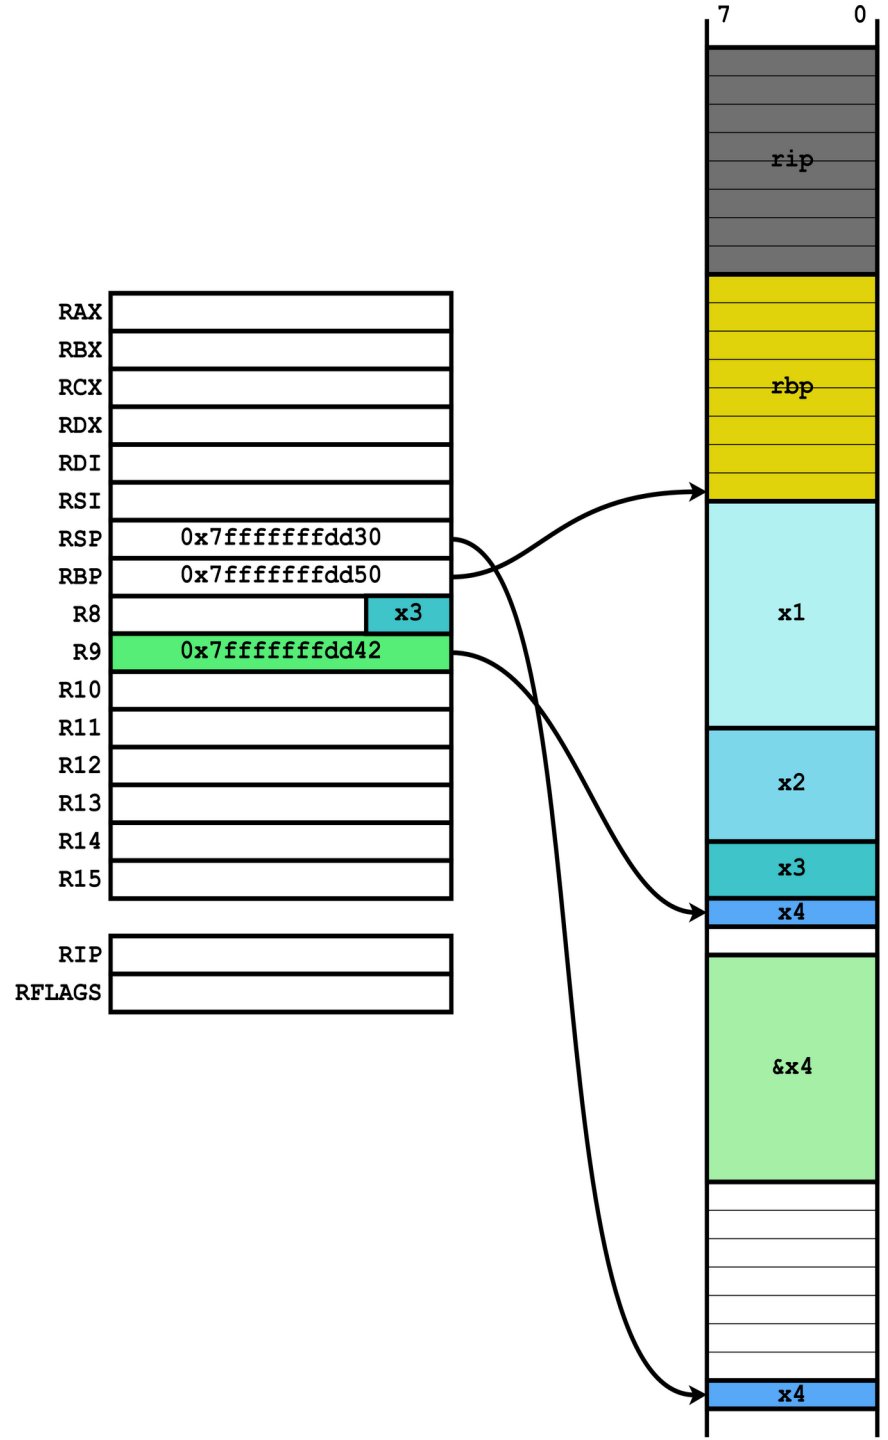 7 0
rip
RAX
RBX
RCX
rbp
RDX
RDI
RSI
RSP 0x7fffffffdd30
RBP 0x7fffffffdd50
R8 x3
x1
R9 0x7fffffffdd42
R10
R11
R12
x2
R13
R14
x3
R15
x4
RIP
RFLAGS
&x4
x4